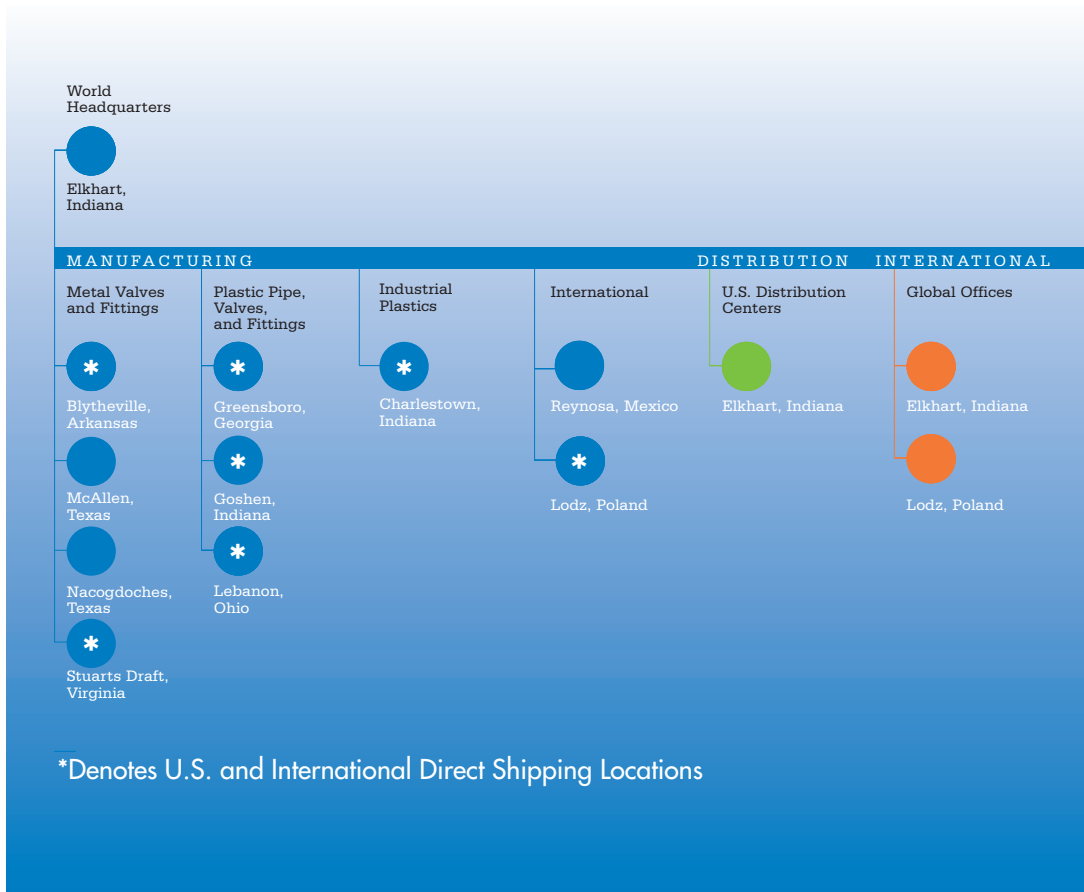 World
Headquarters
Elkhart,
Indiana
MANUFACTURING
DISTRIBUTION
INTERNATIONAL
Metal Valves
and Fittings
*
Blytheville,
Arkansas
McAllen,
Texas
Nacogdoches,
Texas
*
Stuarts Draft,
Virginia
Plastic Pipe,
Valves,
and Fittings
*
Greensboro,
Georgia
*
Goshen,
Indiana
*
Lebanon,
Ohio
Industrial
Plastics
*
Charlestown,
Indiana
International
Reynosa, Mexico
*
Lodz, Poland
U.S. Distribution
Centers
Elkhart, Indiana
Global Offices
Elkhart, Indiana
Lodz, Poland
*Denotes U.S. and International Direct Shipping Locations